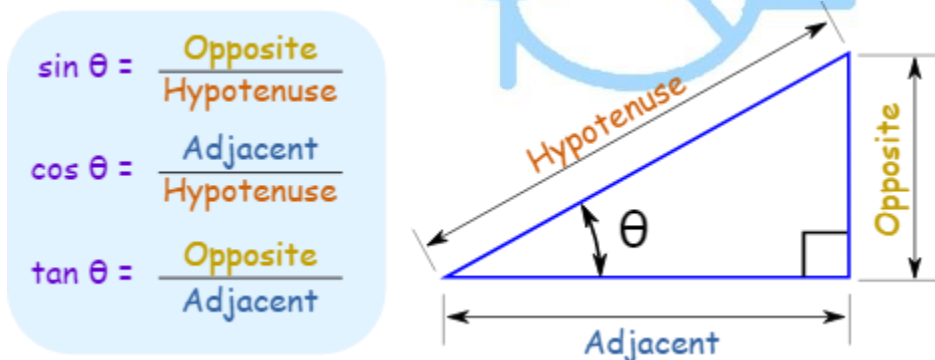 sin θ = Opposite
Hypotenuse
cos θ = Adjacent
Hypotenuse
tan θ = Opposite
Adjacent
Hypotenuse
θ
Opposite
Adjacent